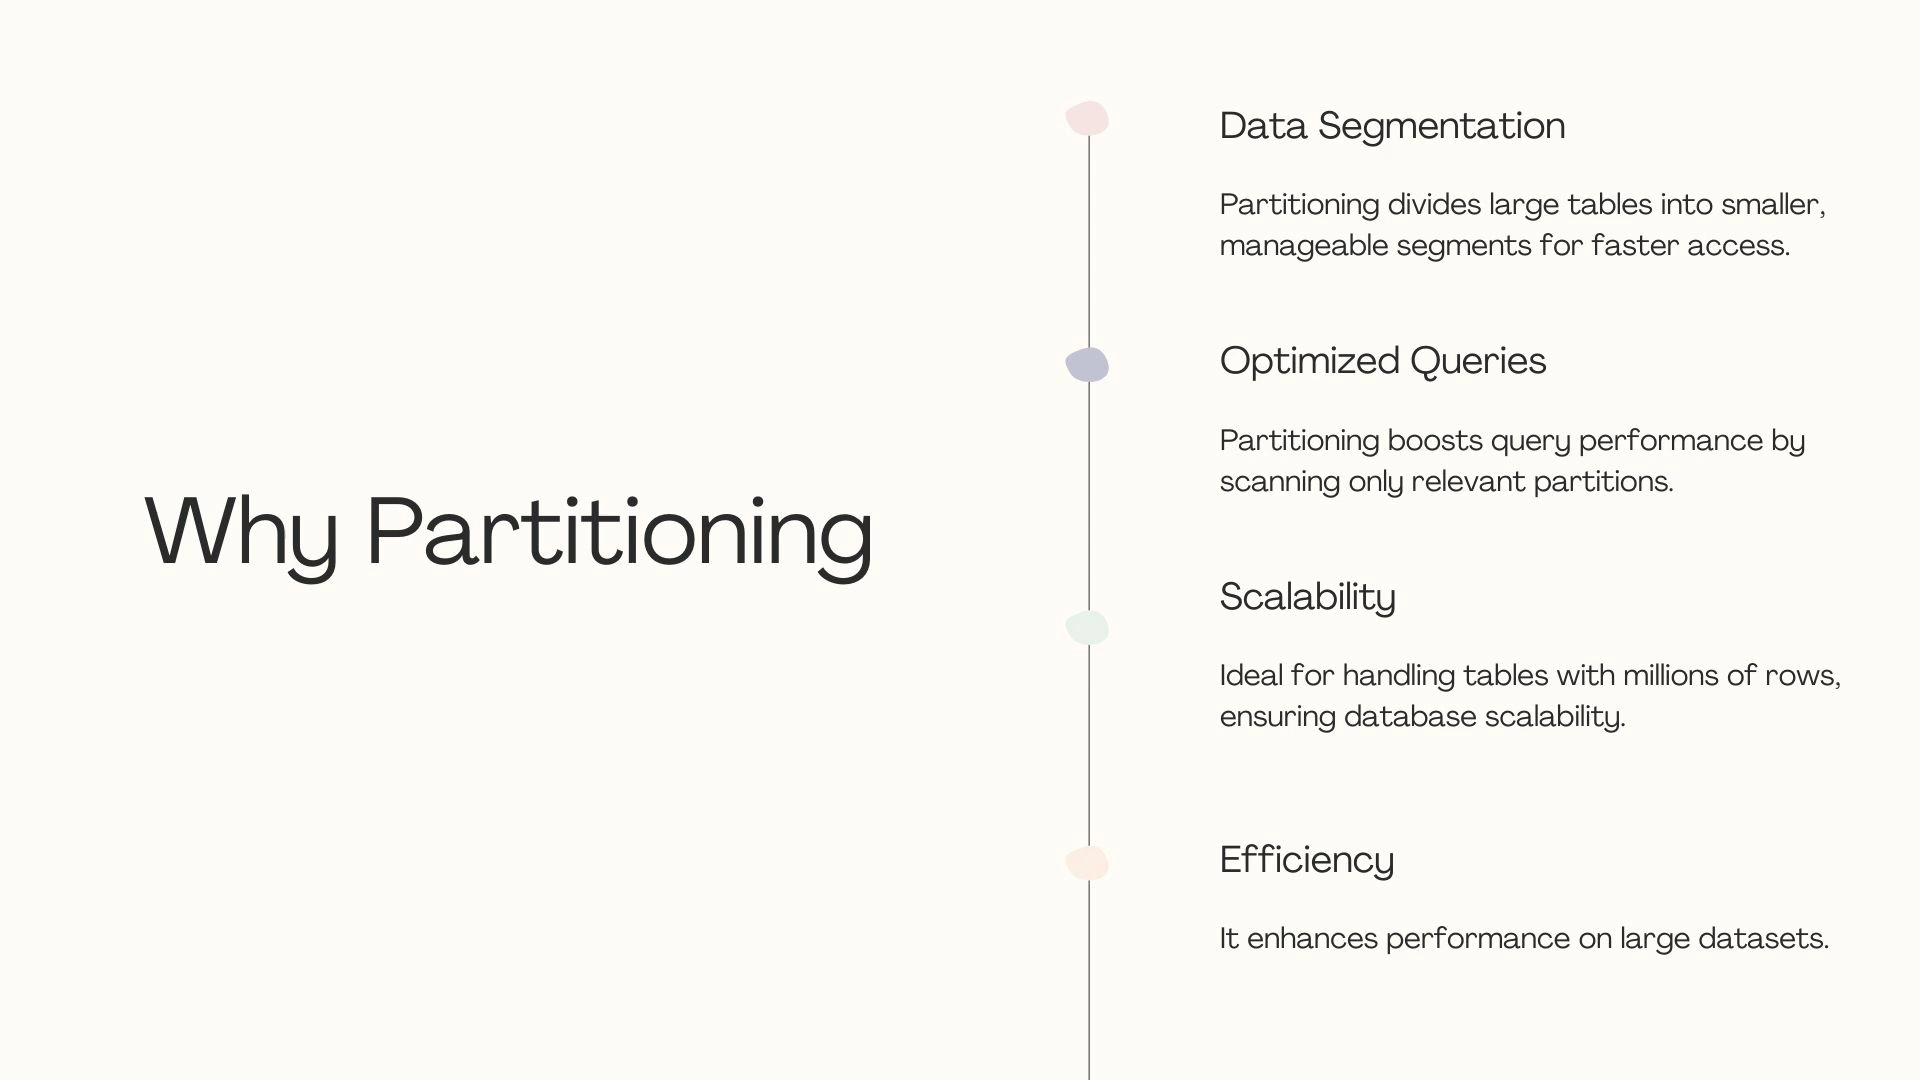 Why Partitioning
Data Segmentation
Partitioning divides large tables into smaller,
manageable segments for faster access.
Optimized Queries
Partitioning boosts query performance by
scanning only relevant partitions.
Scalability
Ideal for handling tables with millions of rows,
ensuring database scalability.
Efficiency
It enhances performance on large datasets.